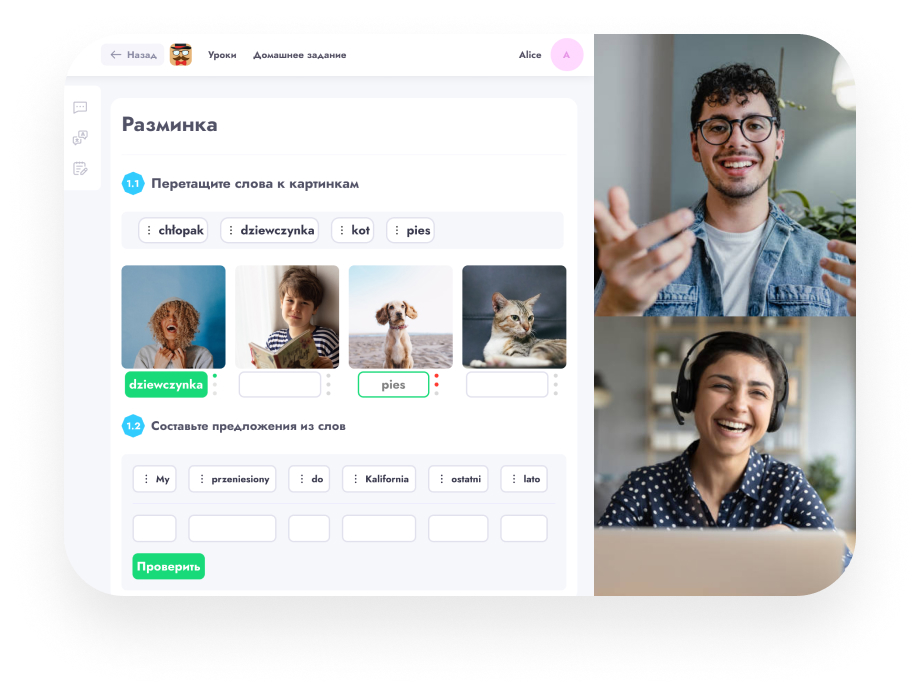 Назад Уроки Домашнее задание Alice A
Разминка
1.1 Перетащите слова к картинкам
chłopak dziewczynka kot pies
dziewczynka pies
1.2 Составьте предложения из слов
My przeniesiony do Kalifornia ostatni lato
Проверить